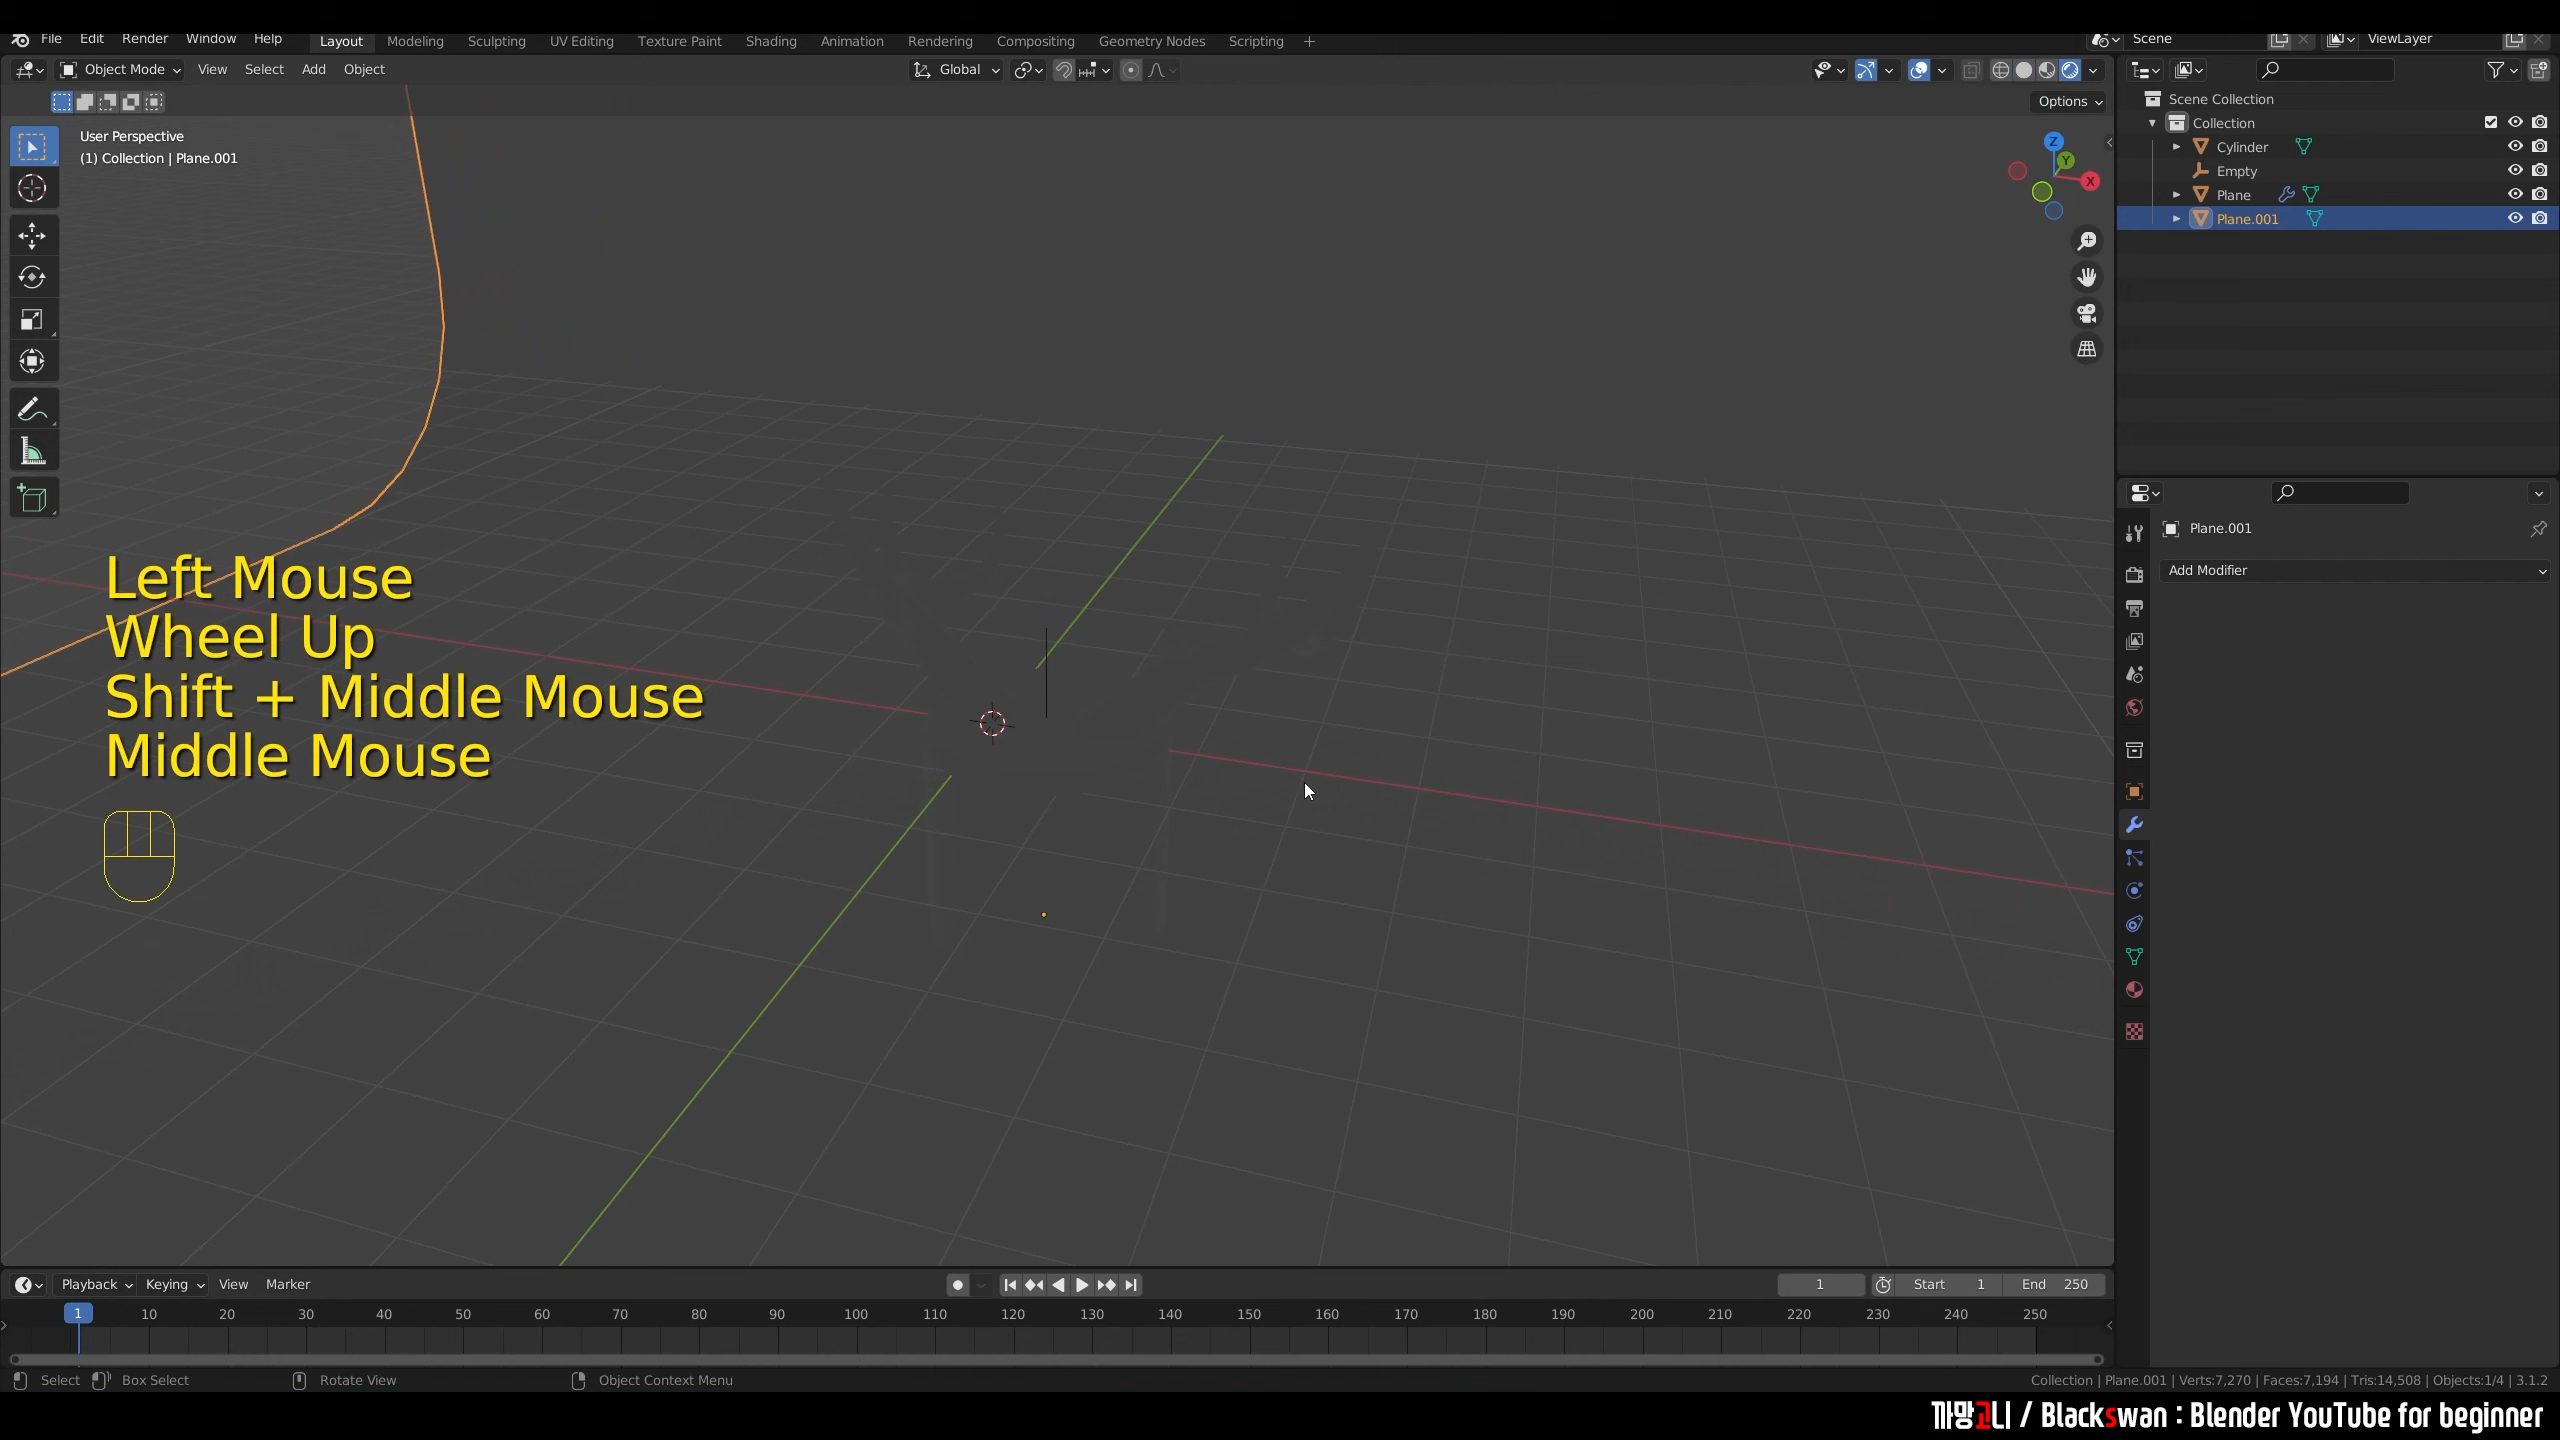 File Edit Render Window Help Layout Modeling Sculpting UV Editing Texture Paint Shading Animation Rendering Compositing Geometry Nodes Scripting + Scene ViewLayer
Object Mode View Select Add Object Global
Options
User Perspective
(1) Collection | Plane.001
Z
Y
X
Scene Collection
Collection
Cylinder
Empty
Plane
Plane.001
Plane.001
Add Modifier
Left Mouse
Wheel Up
Shift + Middle Mouse
Middle Mouse
Playback Keying View Marker 1 Start 1 End 250
1 10 20 30 40 50 60 70 80 90 100 110 120 130 140 150 160 170 180 190 200 210 220 230 240 250
Select Box Select Rotate View Object Context Menu Collection | Plane.001 | Verts:7,270 | Faces:7,194 | Tris:14,508 | Objects:1/4 | 3.1.2
까망고니 / Blackswan : Blender YouTube for beginner